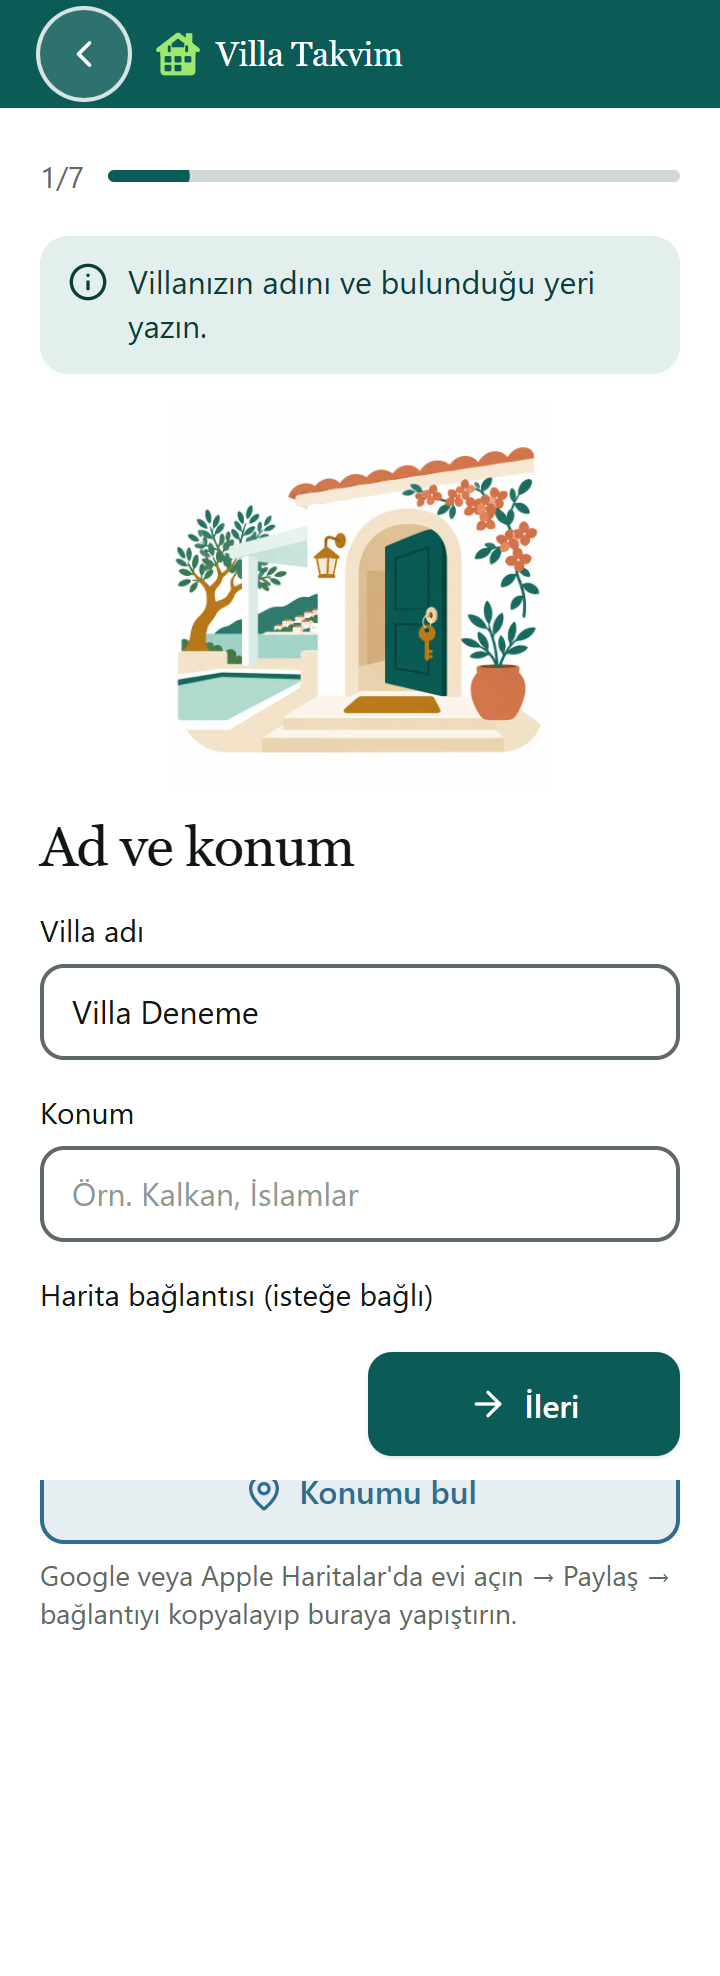 Villa Takvim
1/7
Villanızın adını ve bulunduğu yeri
yazın.
Ad ve konum
Villa adı
Villa Deneme
Konum
Örn. Kalkan, İslamlar
Harita bağlantısı (isteğe bağlı)
→ İleri
Konumu bul
Google veya Apple Haritalar'da evi açın → Paylaş →
bağlantıyı kopyalayıp buraya yapıştırın.